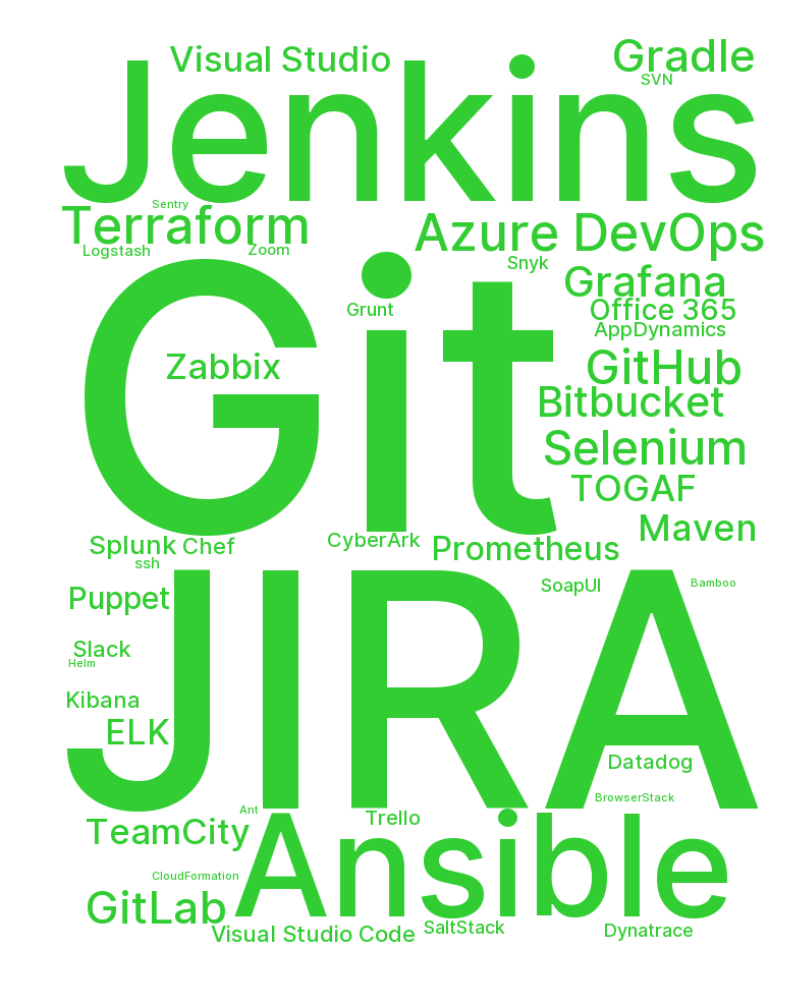 Visual Studio
Gradle
SVN
Jenkins
Sentry
Terraform
Azure DevOps
Logstash
Zoom
Snyk
Grafana
Office 365
Grunt
AppDynamics
Git
Zabbix
GitHub
Bitbucket
Selenium
TOGAF
Maven
Splunk
Chef
CyberArk
Prometheus
ssh
SoapUI
Bamboo
Puppet
JIRA
Slack
Helm
Kibana
ELK
Datadog
BrowserStack
Ant
Trello
TeamCity
Ansible
CloudFormation
GitLab
Visual Studio Code
SaltStack
Dynatrace